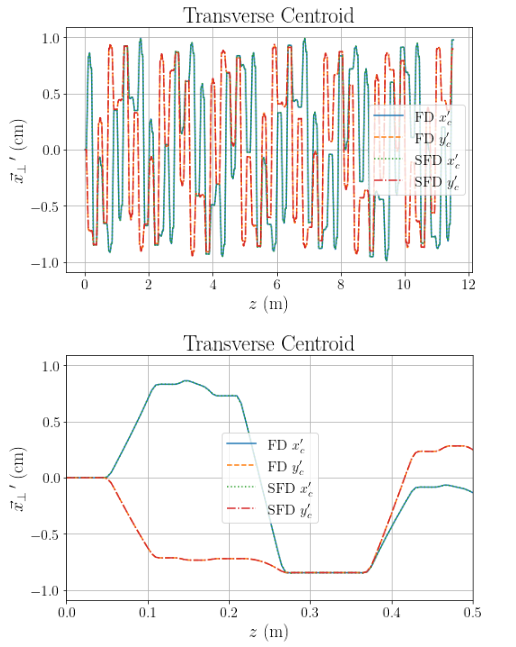 Transverse Centroid
1.0
0.5
0.0
−0.5
−1.0
x⃗⊥′ (cm)
FD x′c
FD y′c
SFD x′c
SFD y′c
0 2 4 6 8 10 12
z (m)
Transverse Centroid
1.0
0.5
0.0
−0.5
−1.0
x⃗⊥′ (cm)
FD x′c
FD y′c
SFD x′c
SFD y′c
0.0 0.1 0.2 0.3 0.4 0.5
z (m)